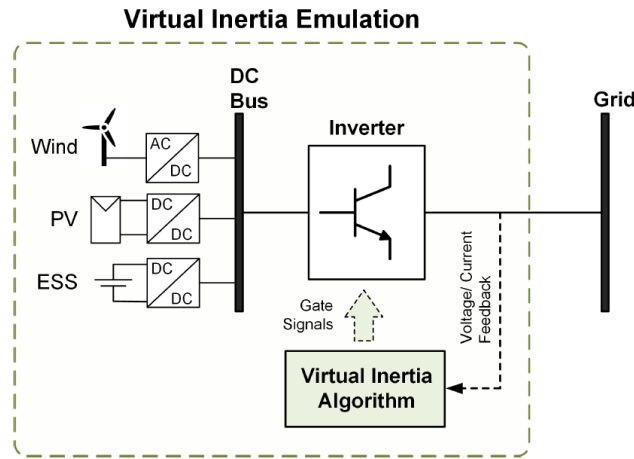 Virtual Inertia Emulation
DC
Bus
Grid
Inverter
Wind
AC
DC
PV
DC
DC
ESS
DC
DC
Gate
Signals
Voltage/ Current
Feedback
Virtual Inertia
Algorithm